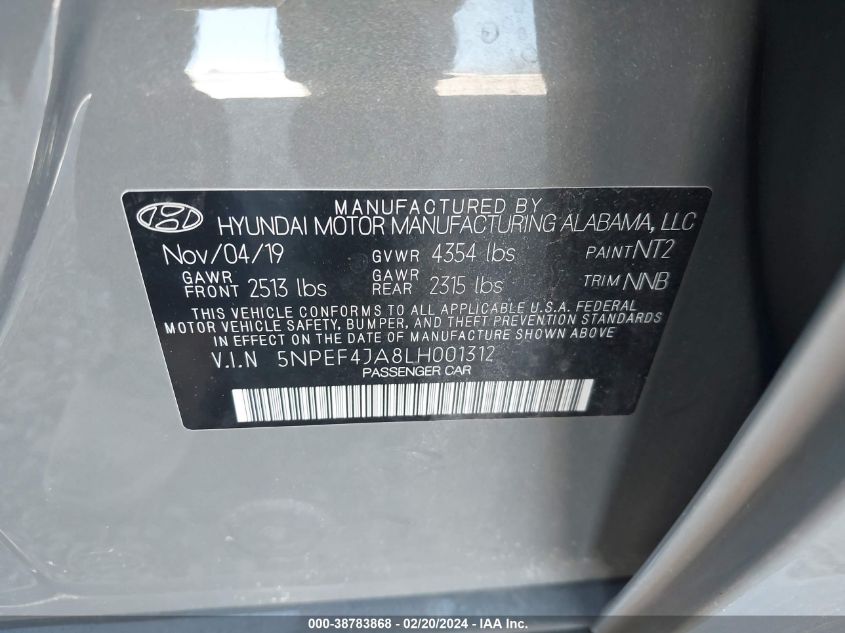 MANUFACTURED BY
HYUNDAI MOTOR MANUFACTURING ALABAMA, LLC
Nov/04/19 GVWR 4354 lbs PAINT NT2
GAWR FRONT 2513 lbs GAWR REAR 2315 lbs TRIM NNB
THIS VEHICLE CONFORMS TO ALL APPLICABLE U.S.A. FEDERAL
MOTOR VEHICLE SAFETY, BUMPER, AND THEFT PREVENTION STANDARDS
IN EFFECT ON THE DATE OF MANUFACTURE SHOWN ABOVE.
V.I.N 5NPEF4JA8LH001312
PASSENGER CAR
000-38783868 - 02/20/2024 - IAA Inc.